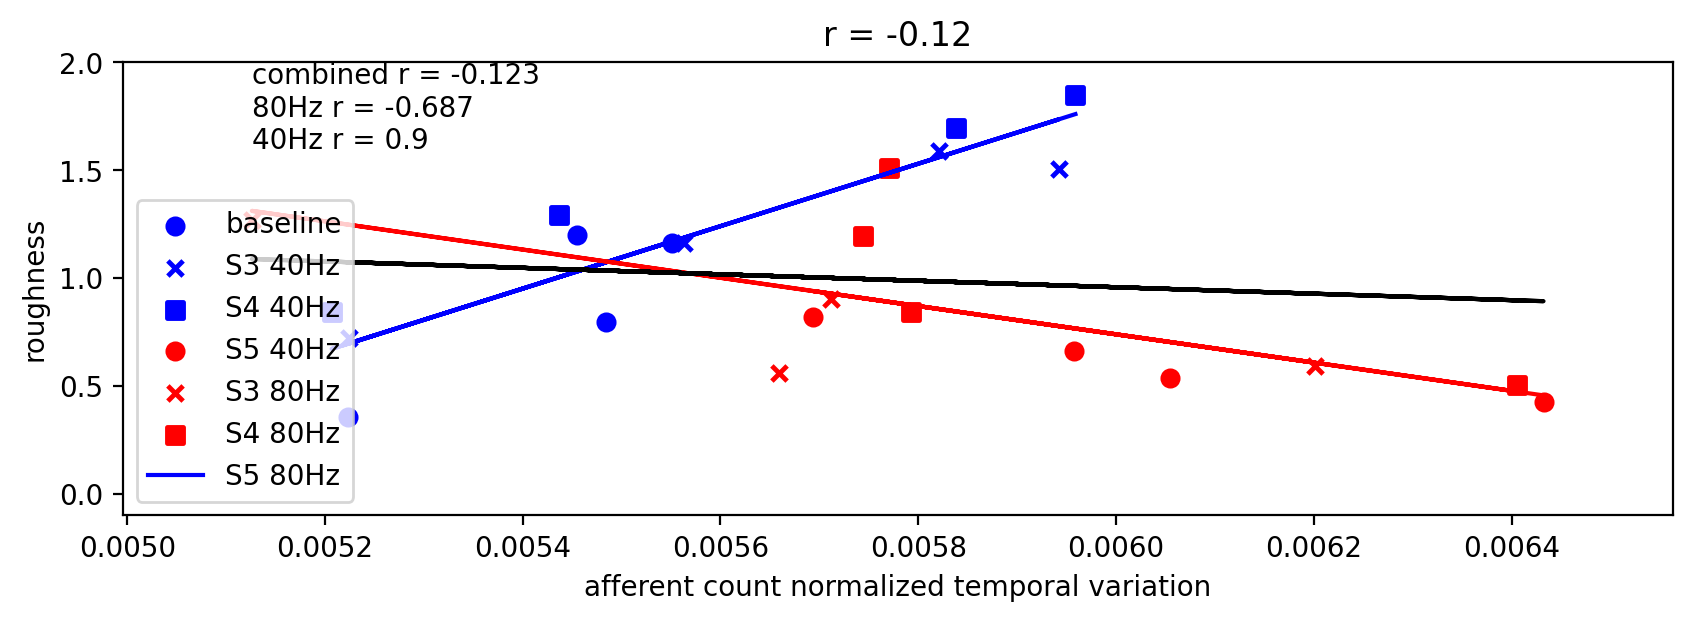 r = -0.12
combined r = -0.123
80Hz r = -0.687
40Hz r = 0.9
2.0
1.5
1.0
0.5
0.0
roughness
baseline
S3 40Hz
S4 40Hz
S5 40Hz
S3 80Hz
S4 80Hz
S5 80Hz
0.0050 0.0052 0.0054 0.0056 0.0058 0.0060 0.0062 0.0064
afferent count normalized temporal variation